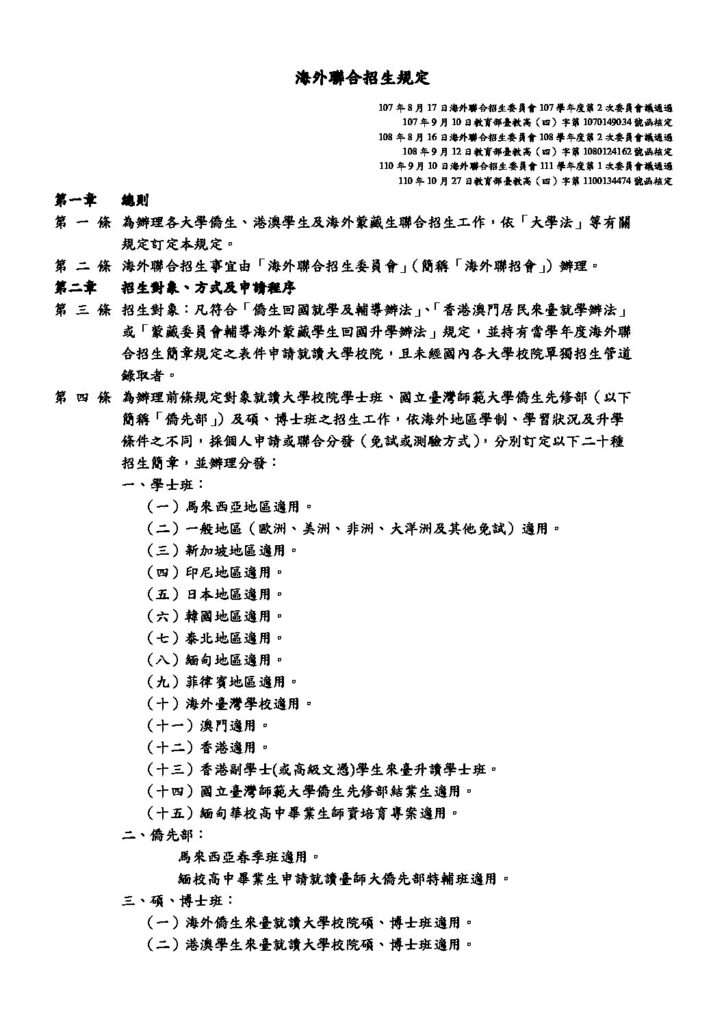 海外聯合招生規定
107 年 8 月 17 日海外聯合招生委員會 107 學年度第 2 次委員會議通過
107 年 9 月 10 日教育部臺教高（四）字第 1070149034 號函核定
108 年 8 月 16 日海外聯合招生委員會 108 學年度第 2 次委員會議通過
108 年 9 月 12 日教育部臺教高（四）字第 1080124162 號函核定
110 年 9 月 10 日海外聯合招生委員會 111 學年度第 1 次委員會議通過
110 年 10 月 27 日教育部臺教高（四）字第 1100134474 號函核定
第一章 總則
第 一 條 為辦理各大學僑生、港澳學生及海外蒙藏生聯合招生工作，依「大學法」等有關
規定訂定本規定。
第 二 條 海外聯合招生事宜由「海外聯合招生委員會」（簡稱「海外聯招會」）辦理。
第二章 招生對象、方式及申請程序
第 三 條 招生對象：凡符合「僑生回國就學及輔導辦法」、「香港澳門居民來臺就學辦法」
或「蒙藏委員會輔導海外蒙藏學生回國升學辦法」規定，並持有當學年度海外聯
合招生簡章規定之表件申請就讀大學校院，且未經國內各大學校院單獨招生管道
錄取者。
第 四 條 為辦理前條規定對象就讀大學校院學士班、國立臺灣師範大學僑生先修部（以下
簡稱「僑先部」）及碩、博士班之招生工作，依海外地區學制、學習狀況及升學
條件之不同，採個人申請或聯合分發（免試或測驗方式），分別訂定以下二十種
招生簡章，並辦理分發：
一、學士班：
（一）馬來西亞地區適用。
（二）一般地區（歐洲、美洲、非洲、大洋洲及其他免試）適用。
（三）新加坡地區適用。
（四）印尼地區適用。
（五）日本地區適用。
（六）韓國地區適用。
（七）泰北地區適用。
（八）緬甸地區適用。
（九）菲律賓地區適用。
（十）海外臺灣學校適用。
（十一）澳門適用。
（十二）香港適用。
（十三）香港副學士(或高級文憑)學生來臺升讀學士班。
（十四）國立臺灣師範大學僑生先修部結業生適用。
（十五）緬甸華校高中畢業生師資培育專案適用。
二、僑先部：
馬來西亞春季班適用。
緬校高中畢業生申請就讀臺師大僑先部特輔班適用。
三、碩、博士班：
（一）海外僑生來臺就讀大學校院碩、博士班適用。
（二）港澳學生來臺就讀大學校院碩、博士班適用。